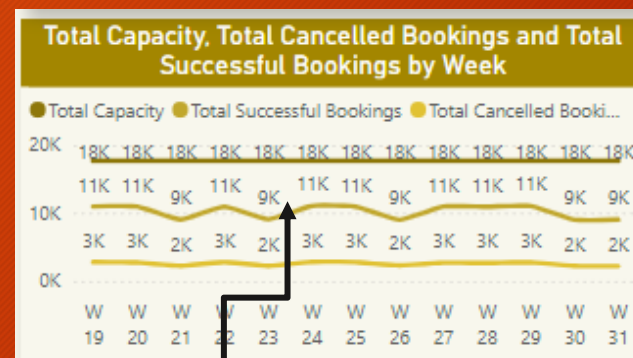 Total Capacity, Total Cancelled Bookings and Total
Successful Bookings by Week
Total Capacity Total Successful Bookings Total Cancelled Booki...
20K
18K 18K 18K 18K 18K 18K 18K 18K 18K 18K 18K 18K 18K
11K 11K 9K 11K 9K 11K 11K 9K 11K 11K 11K 9K 9K
10K
3K 3K 2K 3K 2K 3K 3K 2K 3K 3K 3K 2K 2K
0K
W W W W W W W W W W W W W
19 20 21 22 23 24 25 26 27 28 29 30 31